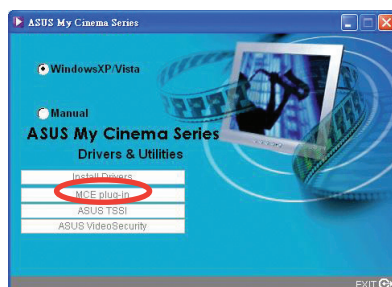 ASUS My Cinema Series
WindowsXP/Vista
Manual
ASUS My Cinema Series
Drivers & Utilities
Install Drivers
MCE plug-in
ASUS TSSI
ASUS VideoSecurity
EXIT